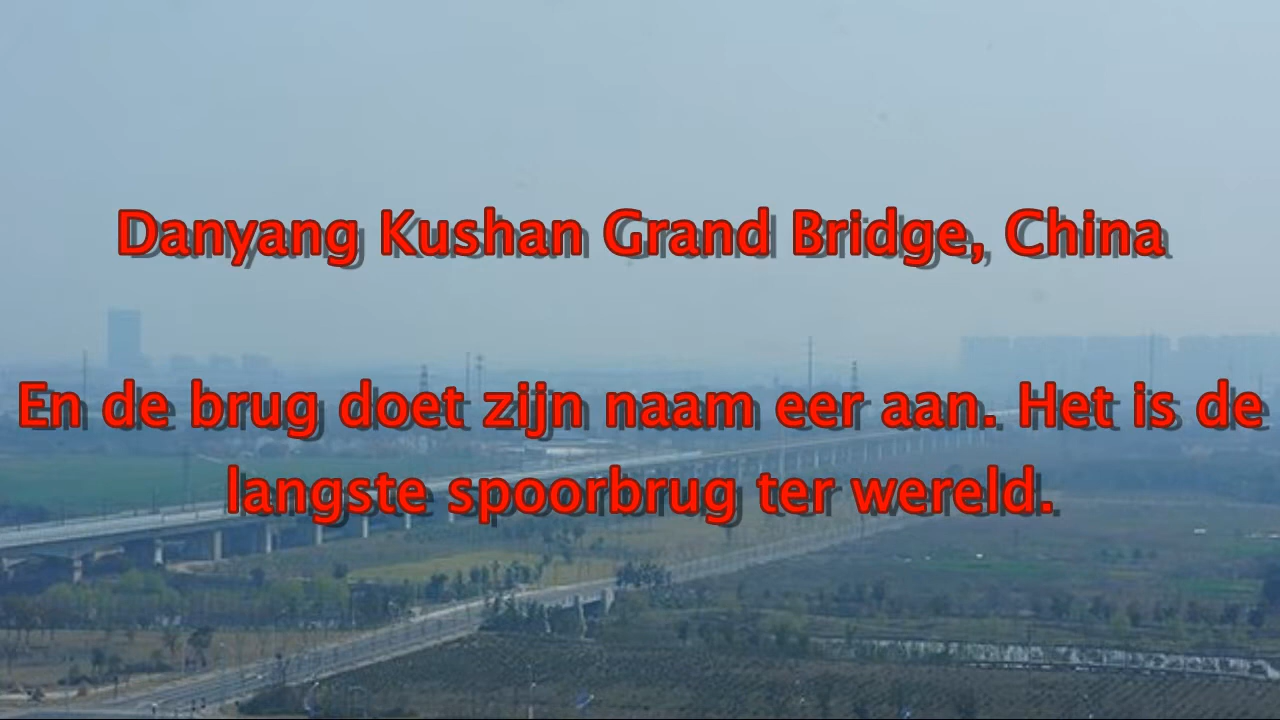 Danyang Kushan Grand Bridge, China
En de brug doet zijn naam eer aan. Het is de
langste spoorbrug ter wereld.